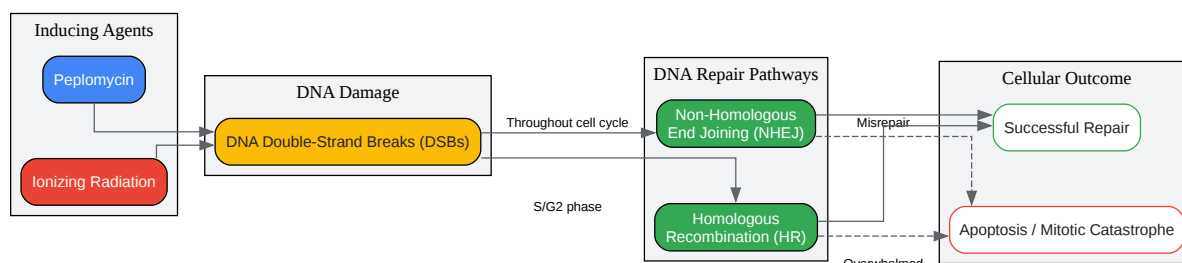 Inducing Agents
Peplomycin
Ionizing Radiation
DNA Damage
DNA Double-Strand Breaks (DSBs)
Throughout cell cycle
S/G2 phase
DNA Repair Pathways
Non-Homologous
End Joining (NHEJ)
Homologous
Recombination (HR)
Misrepair
Overwhelmed
Cellular Outcome
Successful Repair
Apoptosis / Mitotic Catastrophe